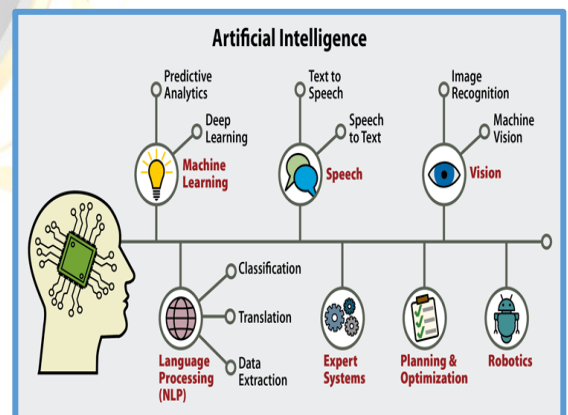 Artificial Intelligence
Predictive
Analytics
Deep
Learning
Machine
Learning
Text to
Speech
Speech
to Text
Speech
Image
Recognition
Machine
Vision
Vision
Classification
Translation
Data
Extraction
Language
Processing
(NLP)
Expert
Systems
Planning &
Optimization
Robotics